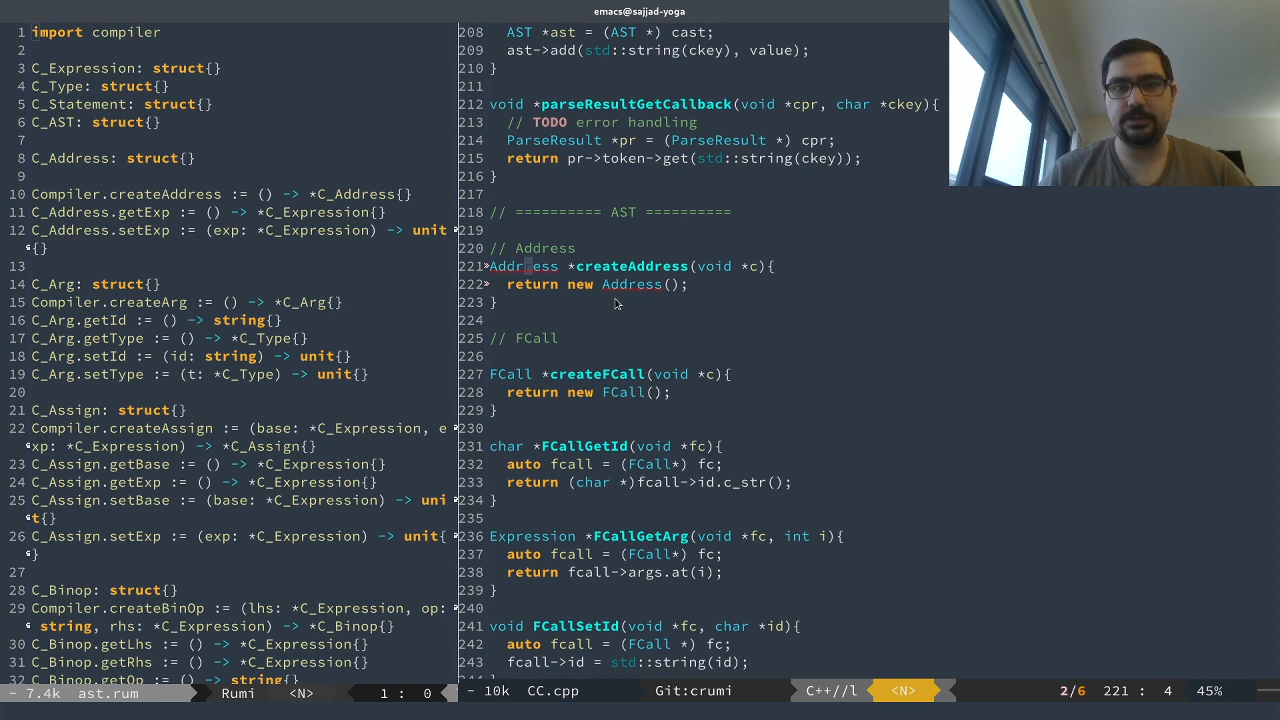 emacs@sajjad-yoga
1 import compiler
2
3 C_Expression: struct{}
4 C_Type: struct{}
5 C_Statement: struct{}
6 C_AST: struct{}
7
8 C_Address: struct{}
9
10 Compiler.createAddress := () -> *C_Address{}
11 C_Address.getExp := () -> *C_Expression{}
12 C_Address.setExp := (exp: *C_Expression) -> unit
{}
13
14 C_Arg: struct{}
15 Compiler.createArg := () -> *C_Arg{}
16 C_Arg.getId := () -> string{}
17 C_Arg.getType := () -> *C_Type{}
18 C_Arg.setId := (id: string) -> unit{}
19 C_Arg.setType := (t: *C_Type) -> unit{}
20
21 C_Assign: struct{}
22 Compiler.createAssign := (base: *C_Expression, e
xp: *C_Expression) -> *C_Assign{}
23 C_Assign.getBase := () -> *C_Expression{}
24 C_Assign.getExp := () -> *C_Expression{}
25 C_Assign.setBase := (base: *C_Expression) -> uni
t{}
26 C_Assign.setExp := (exp: *C_Expression) -> unit{
}
27
28 C_Binop: struct{}
29 Compiler.createBinOp := (lhs: *C_Expression, op:
string, rhs: *C_Expression) -> *C_Binop{}
30 C_Binop.getLhs := () -> *C_Expression{}
31 C_Binop.getRhs := () -> *C_Expression{}
32 C_Binop.getOp := () -> string{}
- 7.4k ast.rum Rumi <N> 1 : 0
208 AST *ast = (AST *) cast;
209 ast->add(std::string(ckey), value);
210 }
211
212 void *parseResultGetCallback(void *cpr, char *ckey){
213 // TODO error handling
214 ParseResult *pr = (ParseResult *) cpr;
215 return pr->token->get(std::string(ckey));
216 }
217
218 // ========== AST ==========
219
220 // Address
221 Address *createAddress(void *c){
222 return new Address();
223 }
224
225 // FCall
226
227 FCall *createFCall(void *c){
228 return new FCall();
229 }
230
231 char *FCallGetId(void *fc){
232 auto fcall = (FCall*) fc;
233 return (char *)fcall->id.c_str();
234 }
235
236 Expression *FCallGetArg(void *fc, int i){
237 auto fcall = (FCall*) fc;
238 return fcall->args.at(i);
239 }
240
241 void FCallSetId(void *fc, char *id){
242 auto fcall = (FCall *) fc;
243 fcall->id = std::string(id);
- 10k CC.cpp Git:crumi C++//l <N> 2/6 221 : 4 45%